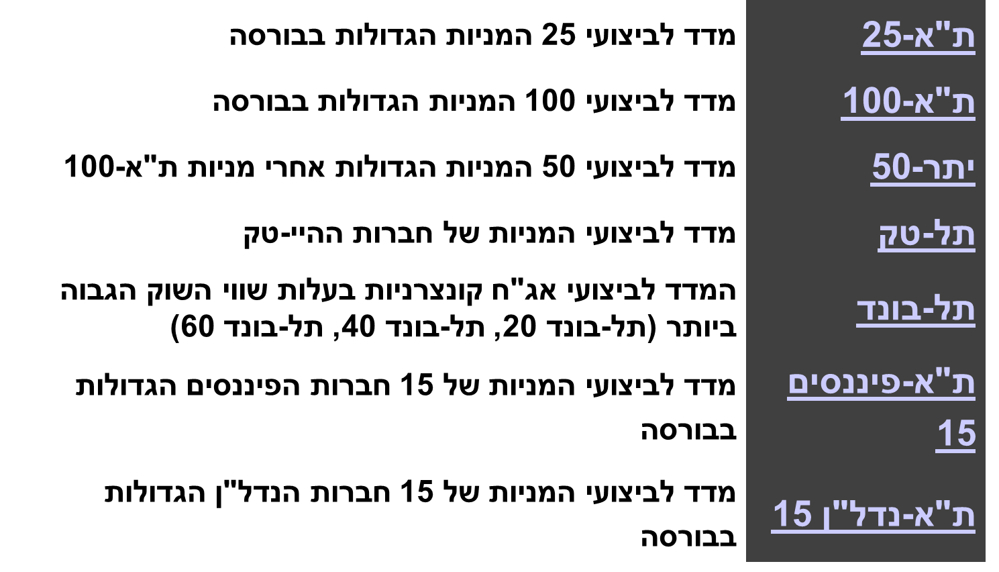 ת"א-25
מדד לביצועי 25 המניות הגדולות בבורסה
ת"א-100
מדד לביצועי 100 המניות הגדולות בבורסה
יתר-50
מדד לביצועי 50 המניות הגדולות אחרי מניות ת"א-100
תל-טק
מדד לביצועי המניות של חברות ההיי-טק
תל-בונד
המדד לביצועי אג"ח קונצרניות בעלות שווי השוק הגבוה
ביותר (תל-בונד 20, תל-בונד 40, תל-בונד 60)
ת"א-פיננסים
15
מדד לביצועי המניות של 15 חברות הפיננסים הגדולות
בבורסה
ת"א-נדל"ן 15
מדד לביצועי המניות של 15 חברות הנדל"ן הגדולות
בבורסה